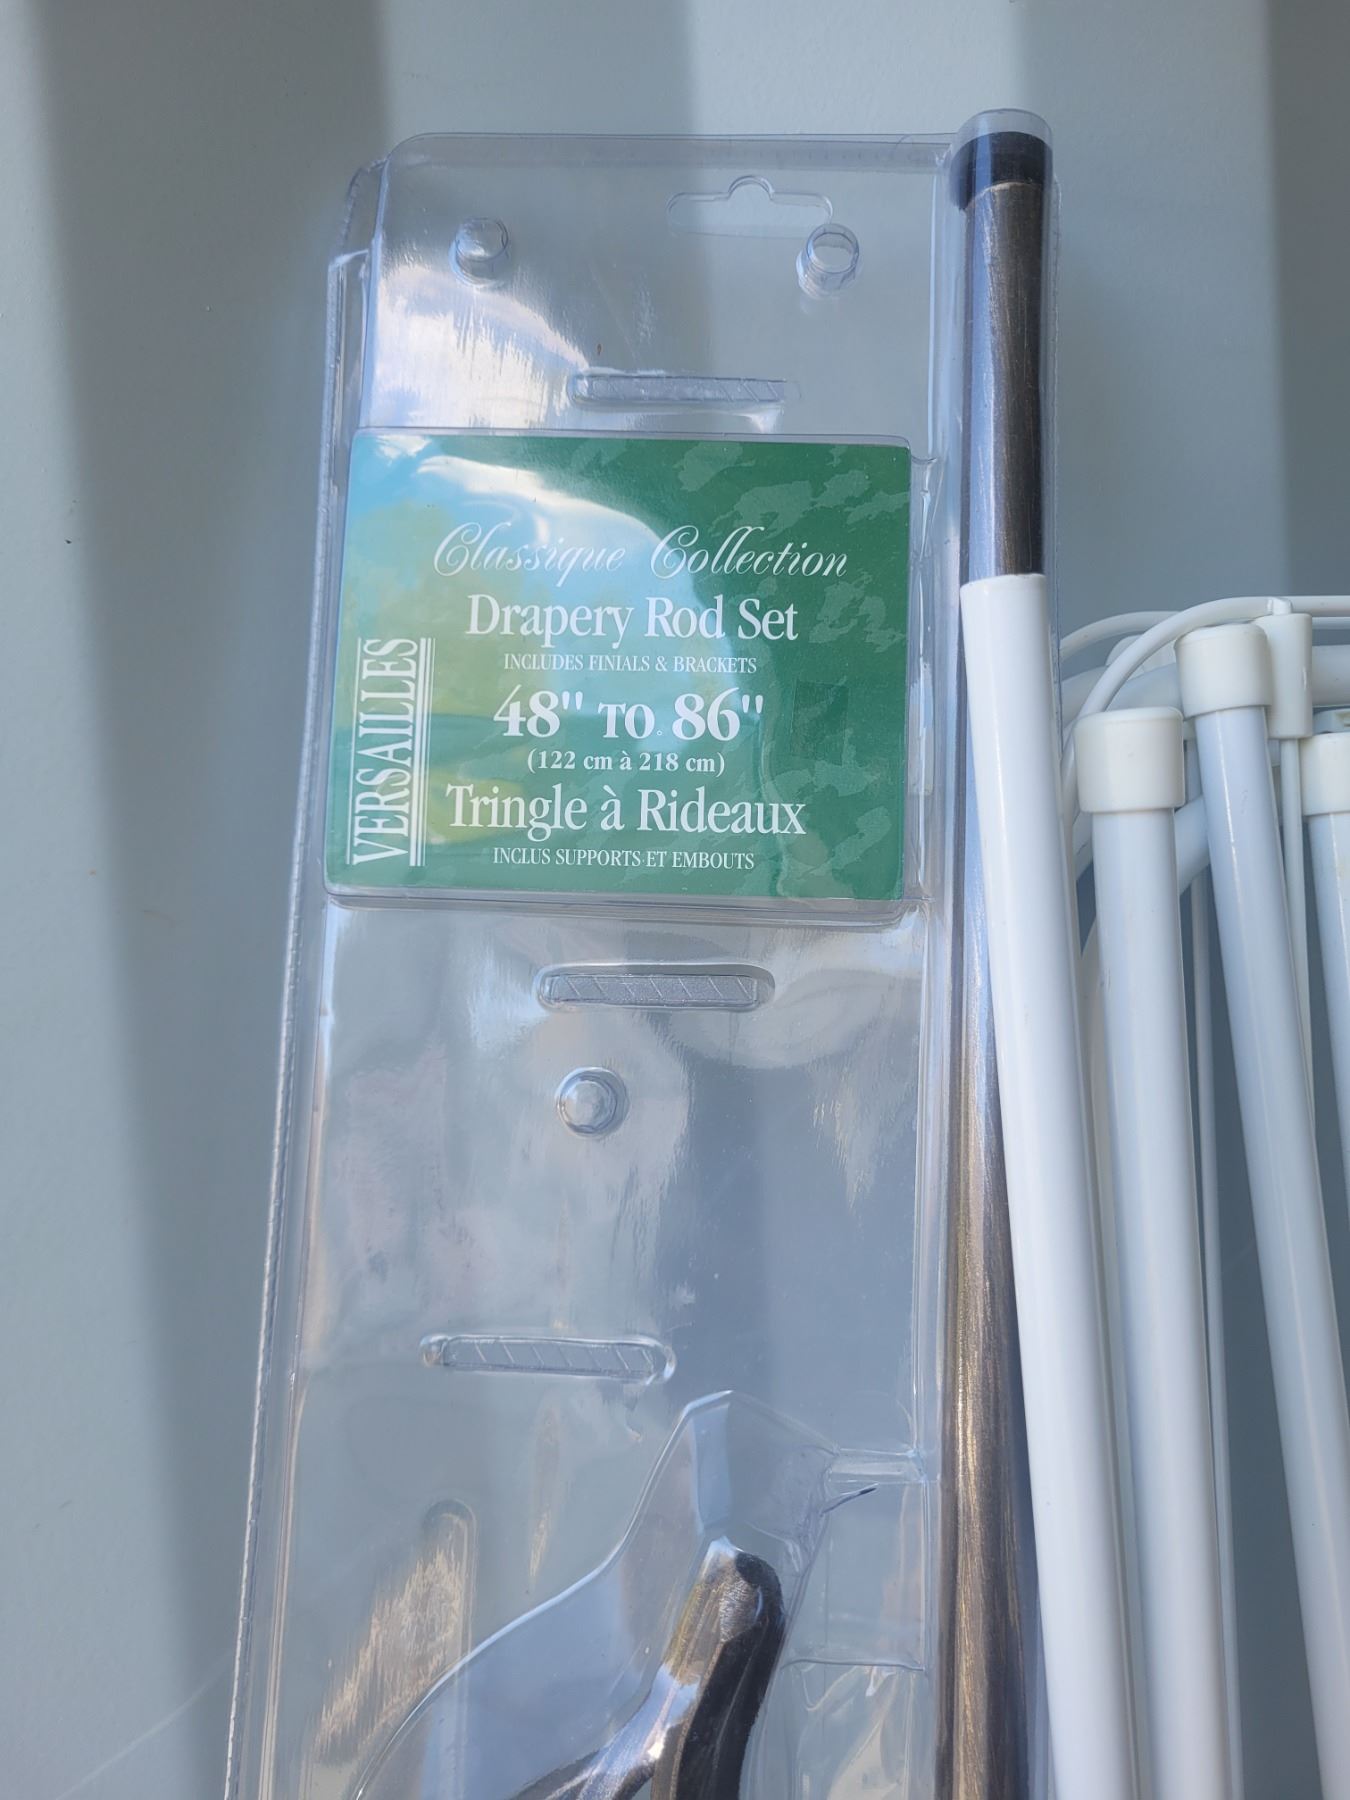 Classique Collection
Drapery Rod Set
INCLUDES FINIALS & BRACKETS
48" TO 86"
(122 cm à 218 cm)
Tringle à Rideaux
INCLUS SUPPORTS ET EMBOUTS
VERSAILLES